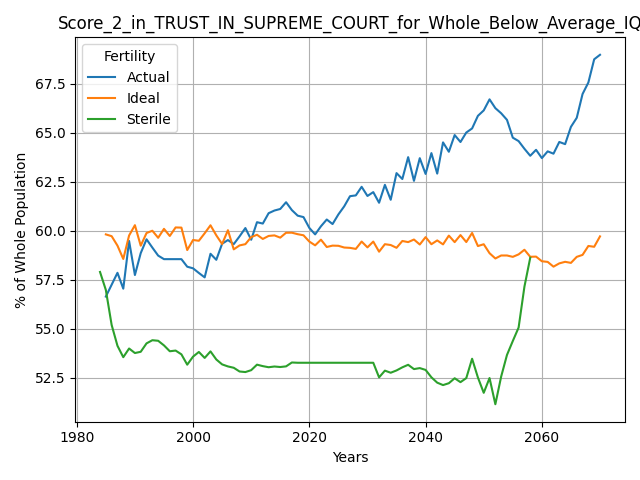 Score_2_in_TRUST_IN_SUPREME_COURT_for_Whole_Below_Average_IQ
Fertility
Actual
Ideal
Sterile
% of Whole Population
67.5
65.0
62.5
60.0
57.5
55.0
52.5
1980
2000
2020
2040
2060
Years